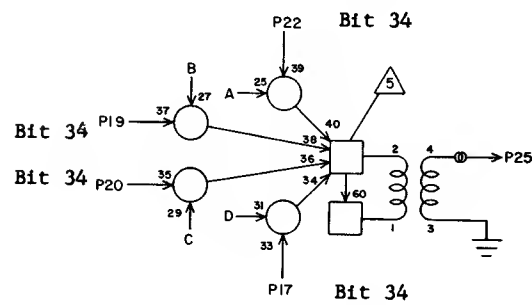 P22 Bit 34
5
B 39
A 25
27 40
P19 37 2 4
Bit 34 38 P25
36
Bit 34 35 34
P20 60
29 31
D 1 3
C 33
P17 Bit 34